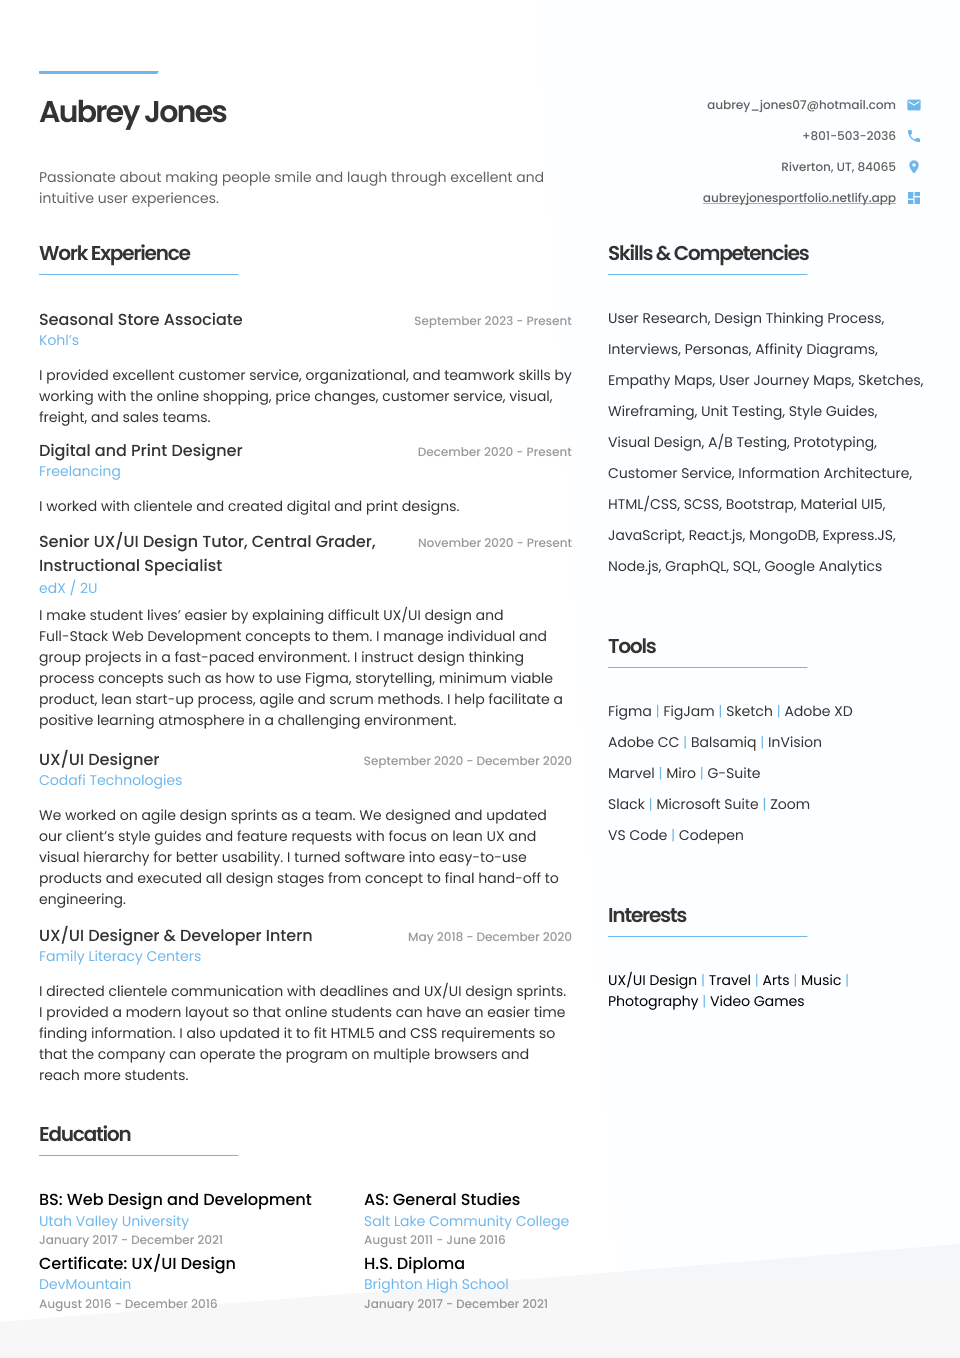 Aubrey Jones
Passionate about making people smile and laugh through excellent and
intuitive user experiences.
aubrey_jones07@hotmail.com
+801-503-2036
Riverton, UT, 84065
aubreyjonesportfolio.netlify.app
Work Experience
Seasonal Store Associate
September 2023 - Present
Kohl's
I provided excellent customer service, organizational, and teamwork skills by
working with the online shopping, price changes, customer service, visual,
freight, and sales teams.
Digital and Print Designer
December 2020 - Present
Freelancing
I worked with clientele and created digital and print designs.
Senior UX/UI Design Tutor, Central Grader,
November 2020 - Present
Instructional Specialist
edX / 2U
I make student lives' easier by explaining difficult UX/UI design and
Full-Stack Web Development concepts to them. I manage individual and
group projects in a fast-paced environment. I instruct design thinking
process concepts such as how to use Figma, storytelling, minimum viable
product, lean start-up process, agile and scrum methods. I help facilitate a
positive learning atmosphere in a challenging environment.
UX/UI Designer
September 2020 - December 2020
Codafi Technologies
We worked on agile design sprints as a team. We designed and updated
our client's style guides and feature requests with focus on lean UX and
visual hierarchy for better usability. I turned software into easy-to-use
products and executed all design stages from concept to final hand-off to
engineering.
UX/UI Designer & Developer Intern
May 2018 - December 2020
Family Literacy Centers
I directed clientele communication with deadlines and UX/UI design sprints.
I provided a modern layout so that online students can have an easier time
finding information. I also updated it to fit HTML5 and CSS requirements so
that the company can operate the program on multiple browsers and
reach more students.
Education
BS: Web Design and Development
Utah Valley University
January 2017 - December 2021
Certificate: UX/UI Design
DevMountain
August 2016 - December 2016
AS: General Studies
Salt Lake Community College
August 2011 - June 2016
H.S. Diploma
Brighton High School
January 2017 - December 2021
Skills & Competencies
User Research, Design Thinking Process,
Interviews, Personas, Affinity Diagrams,
Empathy Maps, User Journey Maps, Sketches,
Wireframing, Unit Testing, Style Guides,
Visual Design, A/B Testing, Prototyping,
Customer Service, Information Architecture,
HTML/CSS, SCSS, Bootstrap, Material UI5,
JavaScript, React.js, MongoDB, Express.JS,
Node.js, GraphQL, SQL, Google Analytics
Tools
Figma | FigJam | Sketch | Adobe XD
Adobe CC | Balsamiq | InVision
Marvel | Miro | G-Suite
Slack | Microsoft Suite | Zoom
VS Code | Codepen
Interests
UX/UI Design | Travel | Arts | Music |
Photography | Video Games